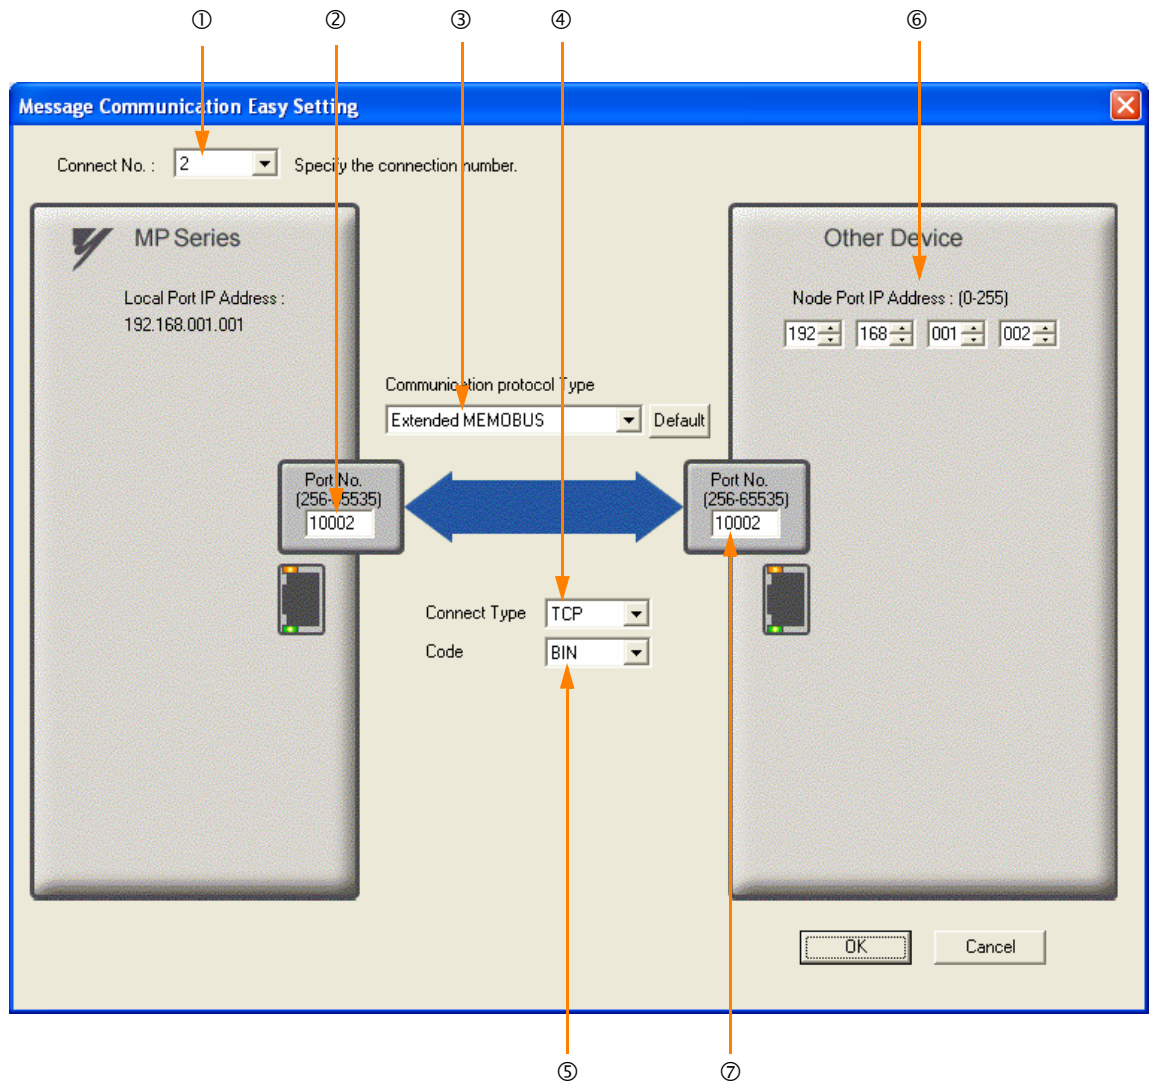 ① ② ③ ④ ⑥
Message Communication Easy Setting
Connect No. : 2 Specify the connection number.
MP Series
Local Port IP Address :
192.168.001.001
Other Device
Node Port IP Address : (0-255)
192 168 001 002
Communication protocol Type
Extended MEMOBUS Default
Port No.
(256-65535)
10002
Port No.
(256-65535)
10002
Connect Type TCP
Code BIN
OK Cancel
⑤ ⑦